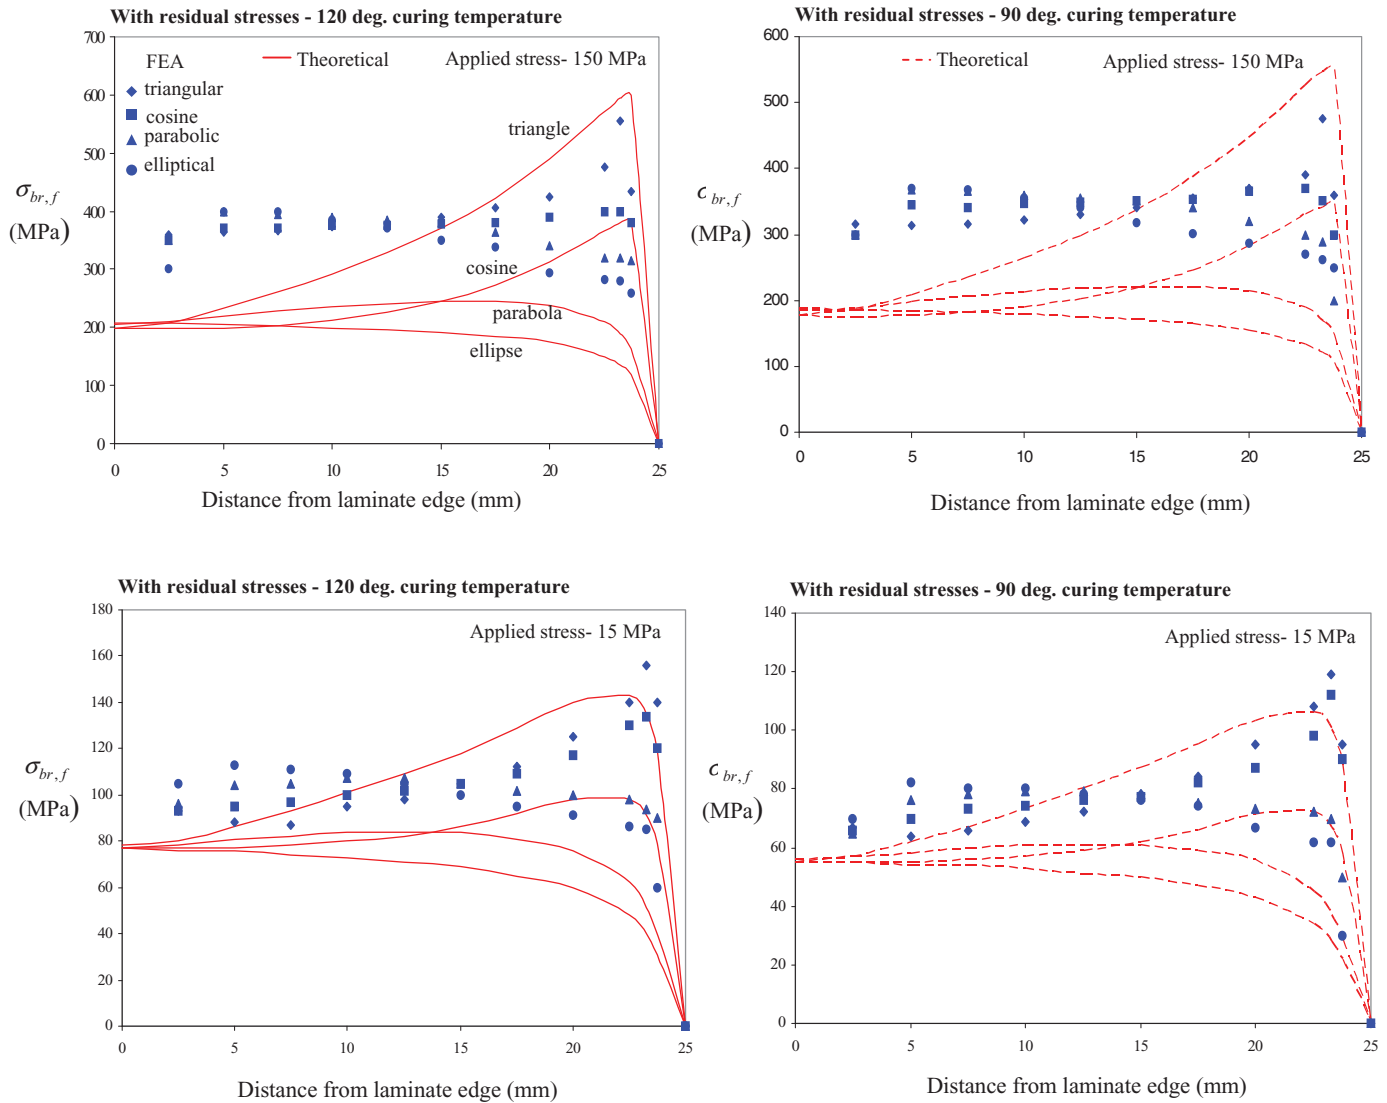 With residual stresses - 120 deg. curing temperature
700
600
500
400
300
200
100
0
FEA
triangular
cosine
parabolic
elliptical
Theoretical
Applied stress- 150 MPa
triangle
cosine
parabola
ellipse
σbr,f
(MPa)
0 5 10 15 20 25
Distance from laminate edge (mm)
With residual stresses - 90 deg. curing temperature
600
500
400
300
200
100
0
Theoretical
Applied stress- 150 MPa
σbr,f
(MPa)
0 5 10 15 20 25
Distance from laminate edge (mm)
With residual stresses - 120 deg. curing temperature
180
160
140
120
100
80
60
40
20
0
Applied stress- 15 MPa
σbr,f
(MPa)
0 5 10 15 20 25
Distance from laminate edge (mm)
With residual stresses - 90 deg. curing temperature
140
120
100
80
60
40
20
0
Applied stress- 15 MPa
σbr,f
(MPa)
0 5 10 15 20 25
Distance from laminate edge (mm)